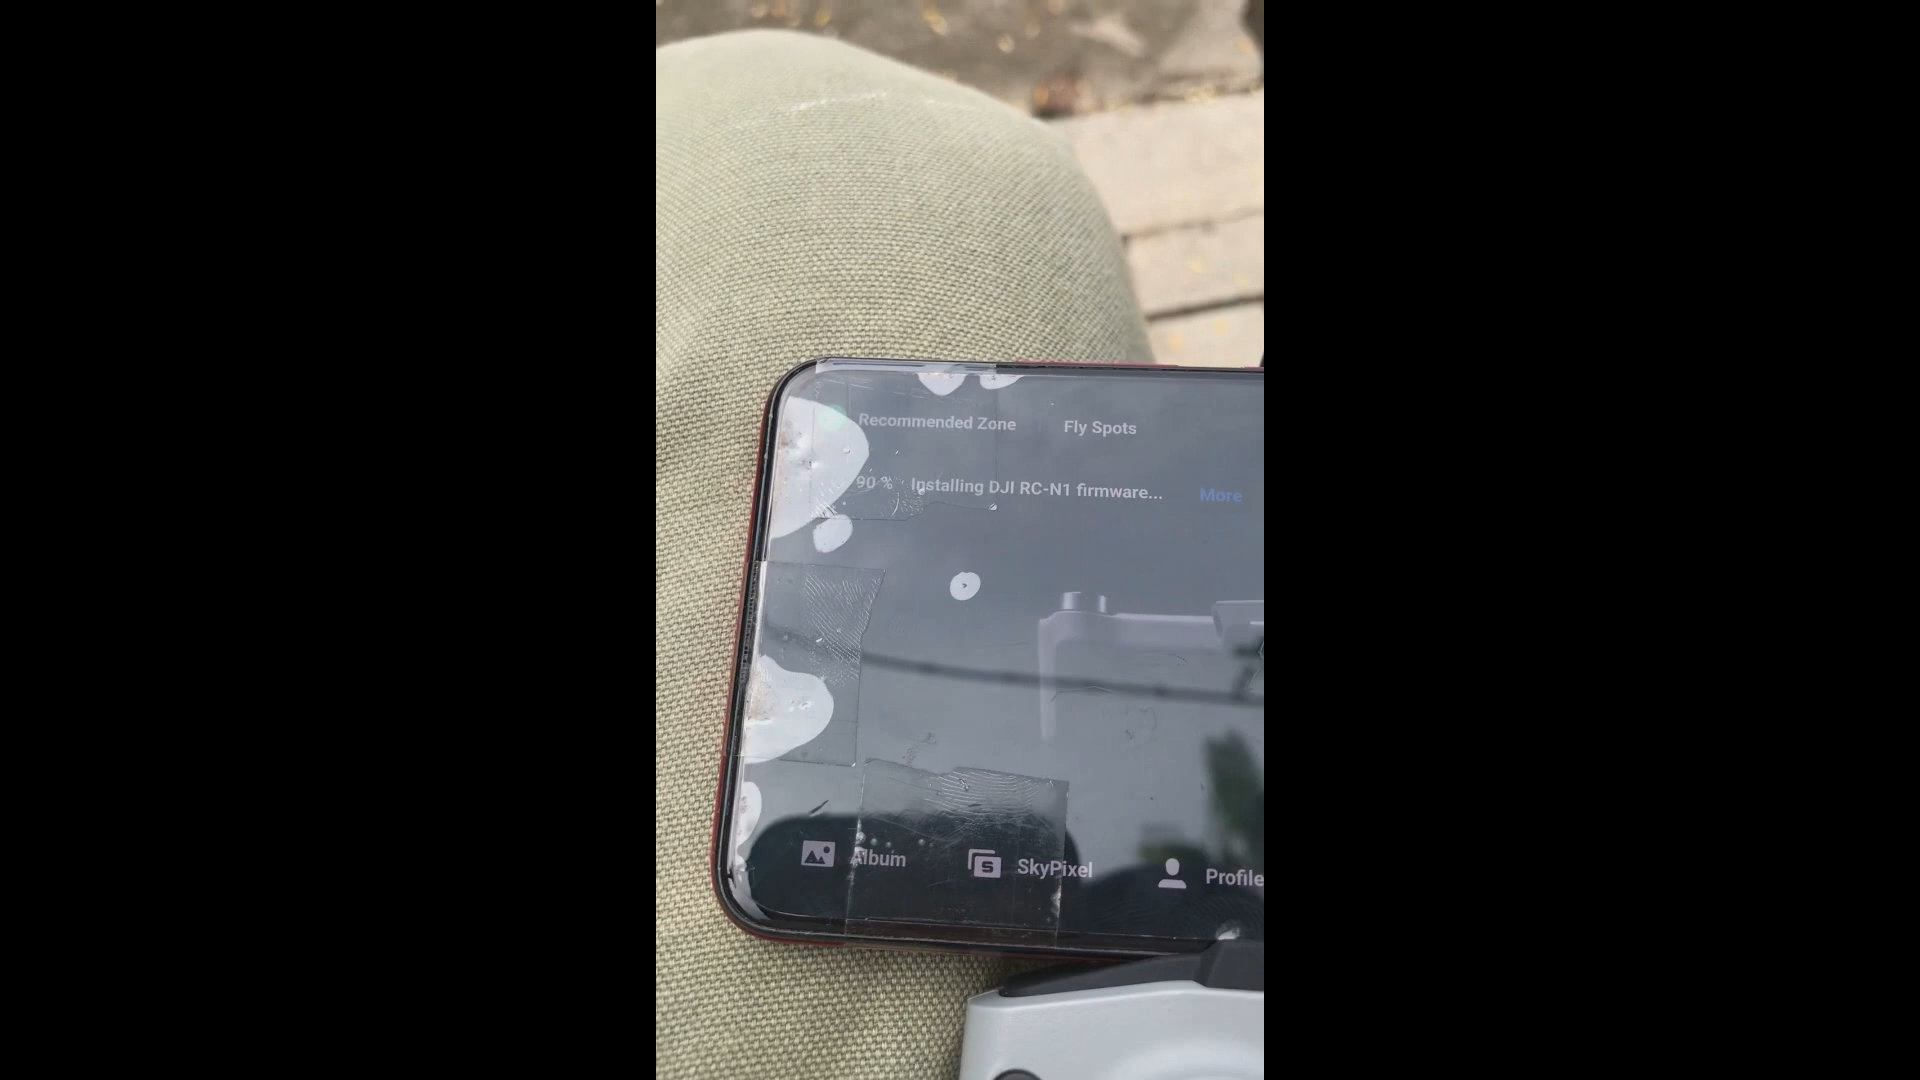 Recommended Zone Fly Spots
90 % Installing DJI RC-N1 firmware... More
Album SkyPixel Profile